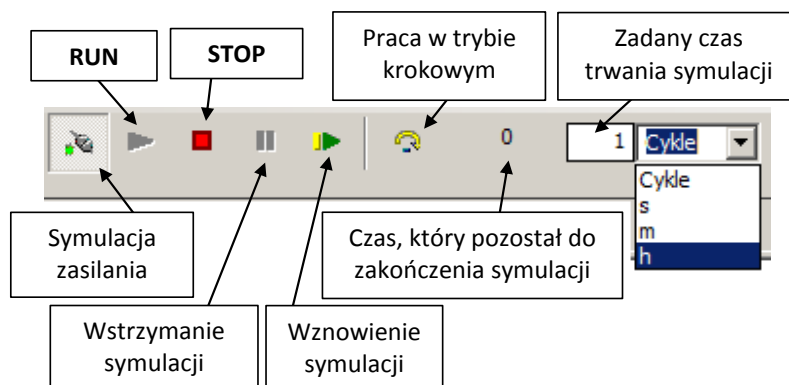 RUN
STOP
Praca w trybie
krokowym
Zadany czas
trwania symulacji
0
1
Cykle
Cykle
s
m
h
Symulacja
zasilania
Czas, który pozostał do
zakończenia symulacji
Wstrzymanie
symulacji
Wznowienie
symulacji